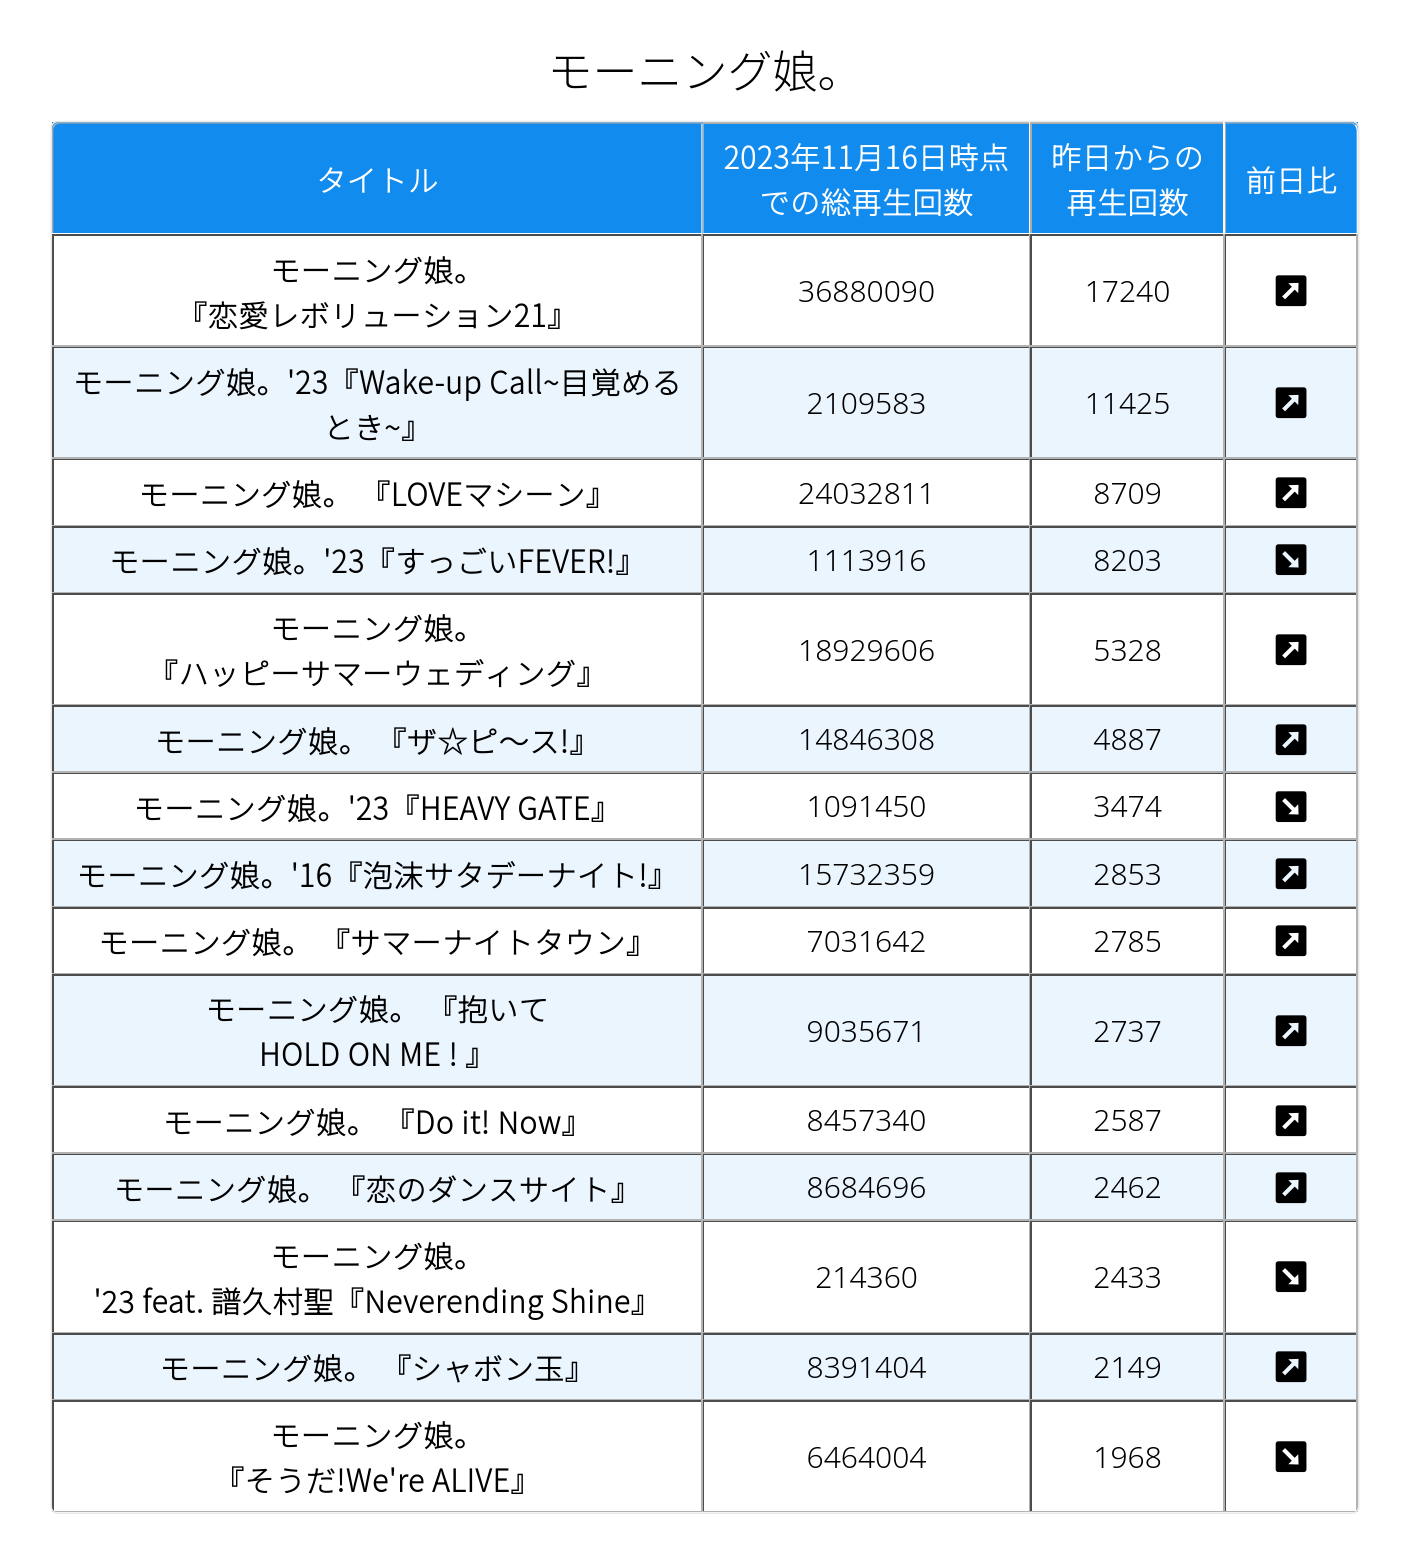 モーニング娘。
タイトル
2023年11月16日時点
での総再生回数
昨日からの
再生回数
前日比
モーニング娘。
『恋愛レボリューション21』
36880090
17240
モーニング娘。'23『Wake-up Call~目覚める
とき~』
2109583
11425
モーニング娘。 『LOVEマシーン』
24032811
8709
モーニング娘。'23『すっごいFEVER!』
1113916
8203
モーニング娘。
『ハッピーサマーウェディング』
18929606
5328
モーニング娘。 『ザ☆ピ〜ス!』
14846308
4887
モーニング娘。'23『HEAVY GATE』
1091450
3474
モーニング娘。'16『泡沫サタデーナイト!』
15732359
2853
モーニング娘。 『サマーナイトタウン』
7031642
2785
モーニング娘。 『抱いて
HOLD ON ME ! 』
9035671
2737
モーニング娘。 『Do it! Now』
8457340
2587
モーニング娘。 『恋のダンスサイト』
8684696
2462
モーニング娘。
'23 feat. 譜久村聖『Neverending Shine』
214360
2433
モーニング娘。 『シャボン玉』
8391404
2149
モーニング娘。
『そうだ!We're ALIVE』
6464004
1968